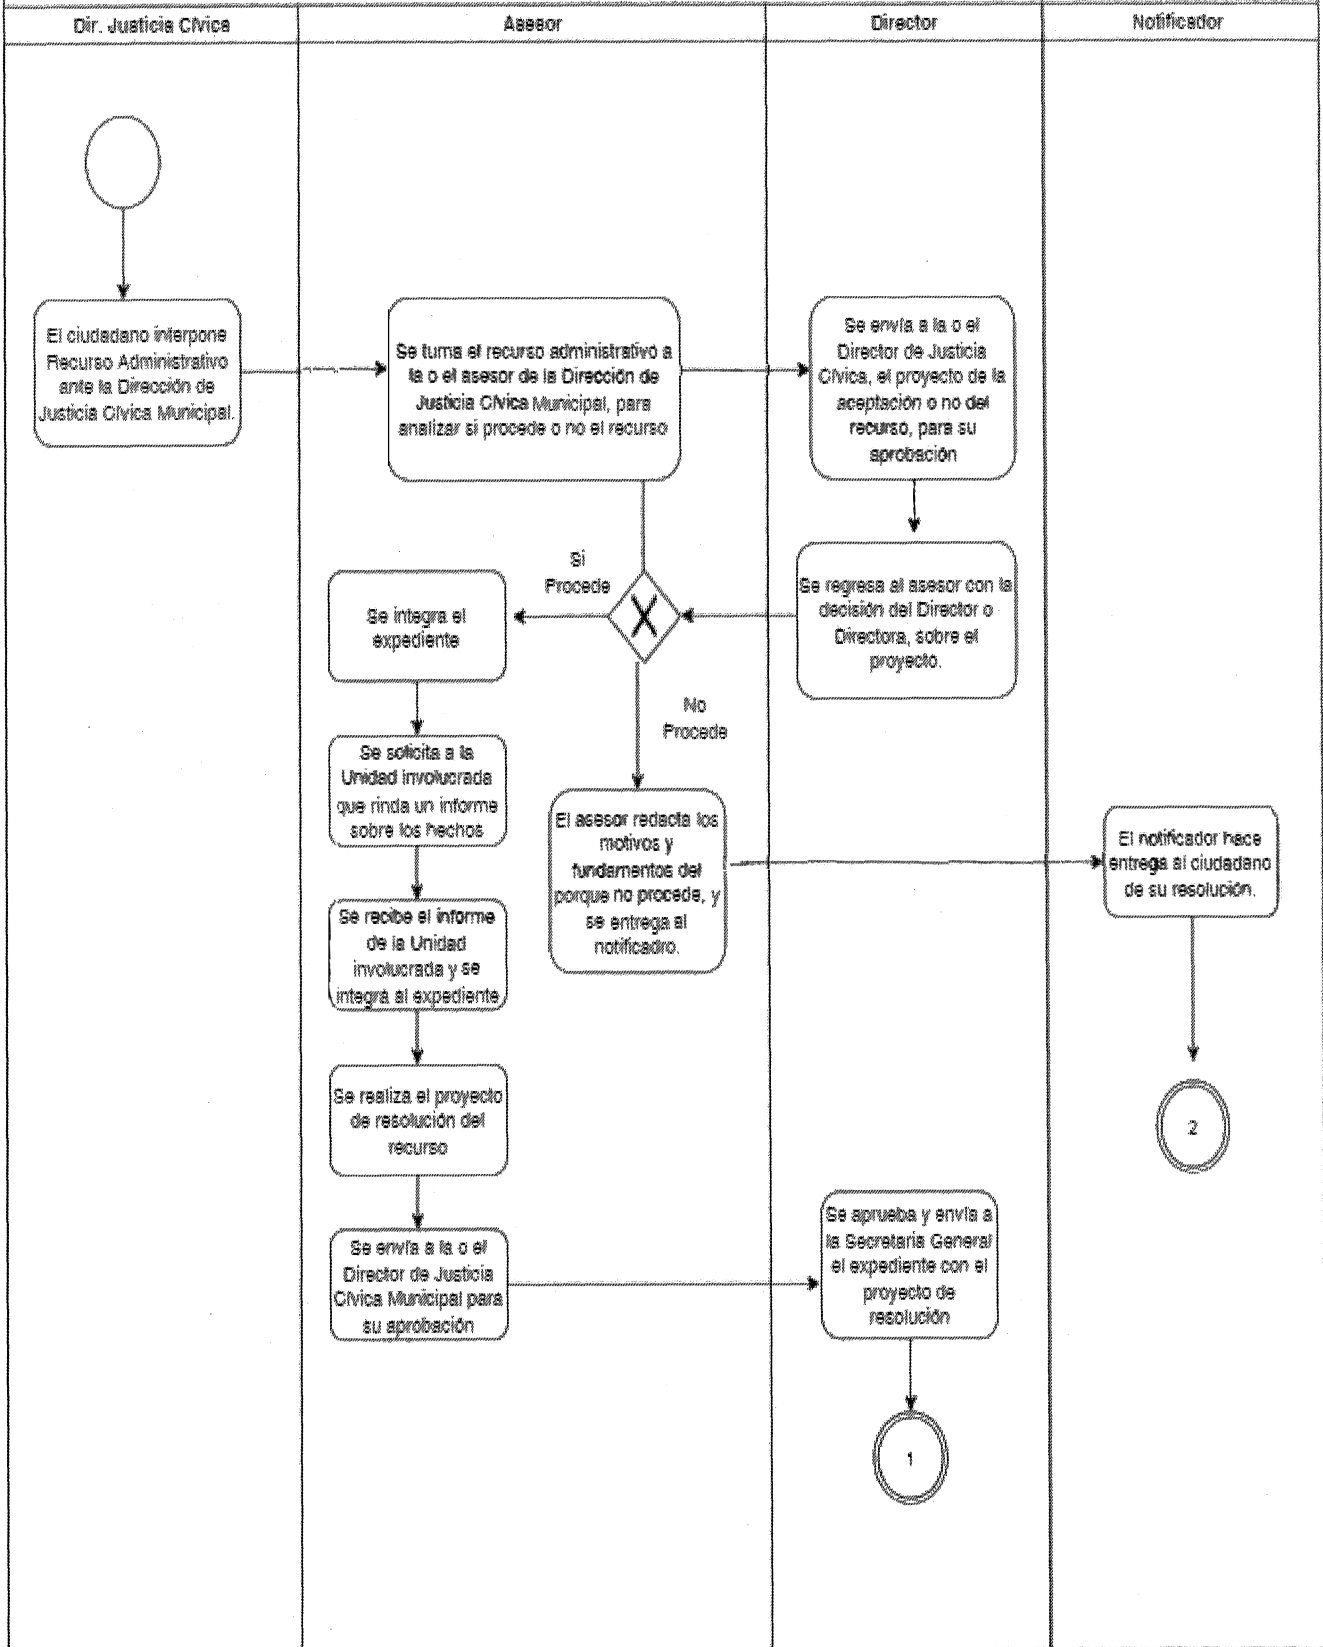 Dir. Justicia Cívica
Asesor
Director
Notificador
El ciudadano interpone
Recurso Administrativo
ante la Dirección de
Justicia Cívica Municipal.
Se turna el recurso administrativo a
la o el asesor de la Dirección de
Justicia Cívica Municipal, para
analizar si procede o no el recurso
Se envía a la o el
Director de Justicia
Cívica, el proyecto de la
aceptación o no del
recurso, para su
aprobación
Se regresa al asesor con la
decisión del Director o
Directora, sobre el
proyecto.
Si
Procede
X
Se integra el
expediente
No
Procede
Se solicita a la
Unidad involucrada
que rinda un informe
sobre los hechos
El asesor redacta los
motivos y
fundamentos del
porque no procede, y
se entrega al
notificadro.
El notificador hace
entrega al ciudadano
de su resolución.
Se recibe el informe
de la Unidad
involucrada y se
integra al expediente
Se realiza el proyecto
de resolución del
recurso
2
Se envía a la o el
Director de Justicia
Cívica Municipal para
su aprobación
Se aprueba y envía a
la Secretaria General
el expediente con el
proyecto de
resolución
1